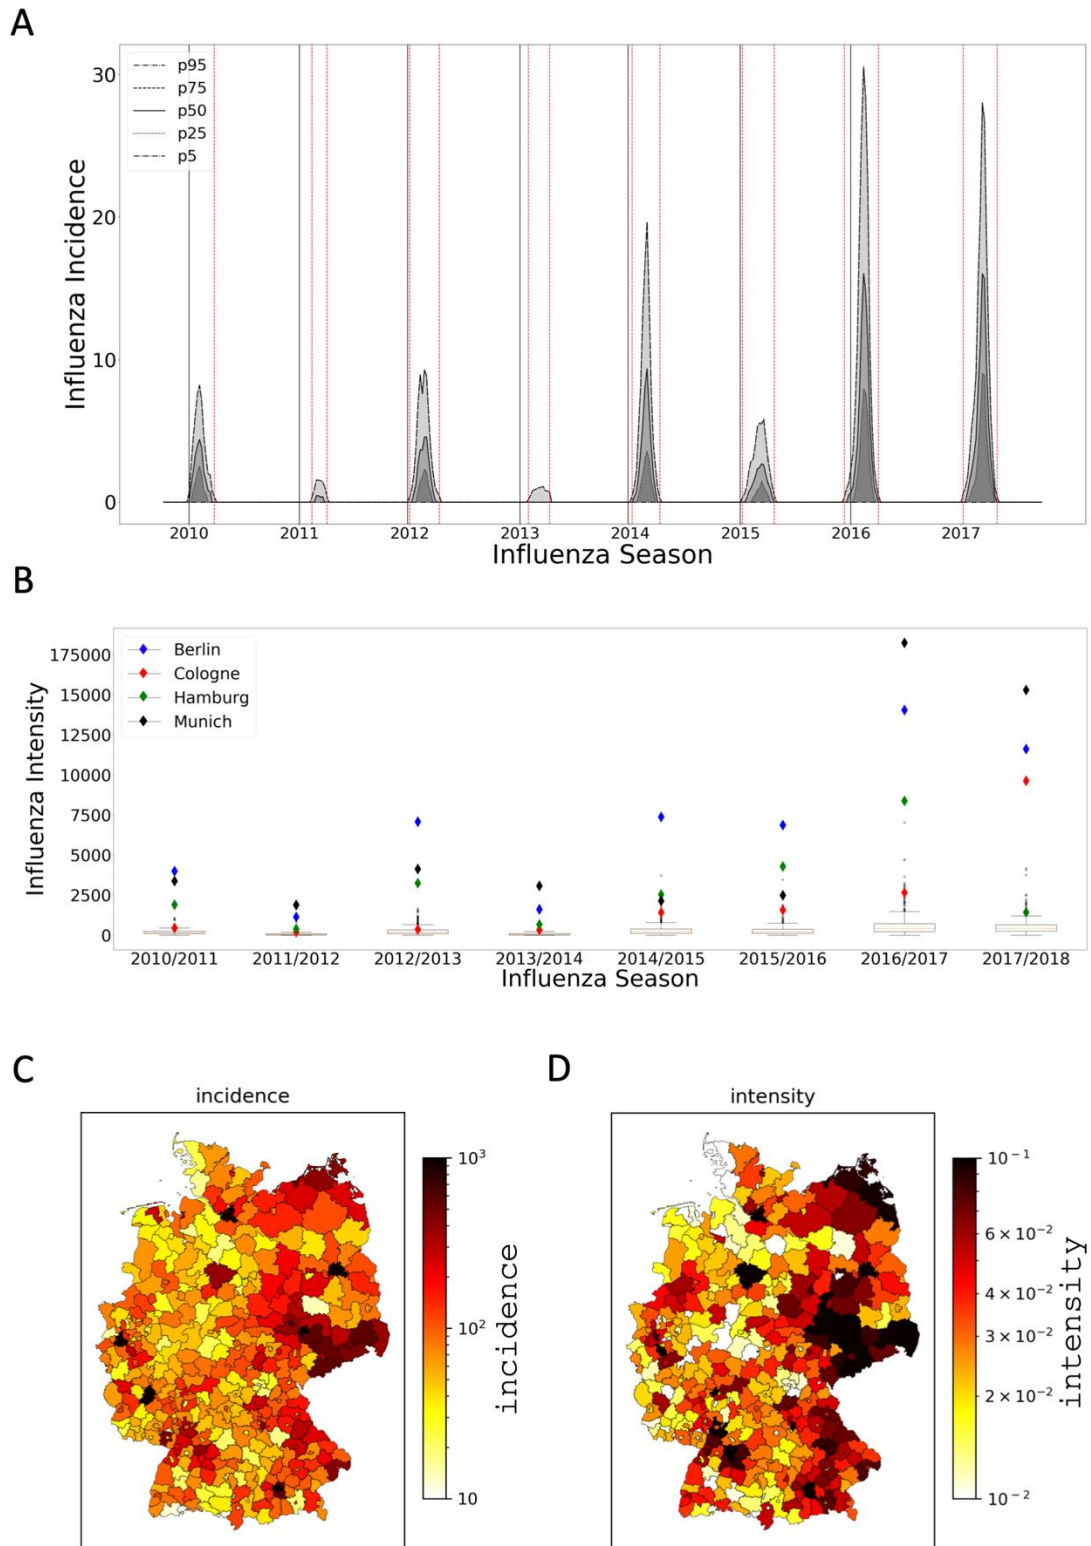 A
p95
p75
p50
p25
p5
30
20
10
0
Influenza Incidence
2010 2011 2012 2013 2014 2015 2016 2017
Influenza Season
B
Berlin
Cologne
Hamburg
Munich
175000
15000
12500
10000
7500
5000
2500
0
Influenza Intensity
2010/2011 2011/2012 2012/2013 2013/2014 2014/2015 2015/2016 2016/2017 2017/2018
Influenza Season
C
incidence
10³
10²
10
incidence
D
intensity
10⁻¹
6 × 10⁻²
4 × 10⁻²
3 × 10⁻²
2 × 10⁻²
10⁻²
intensity